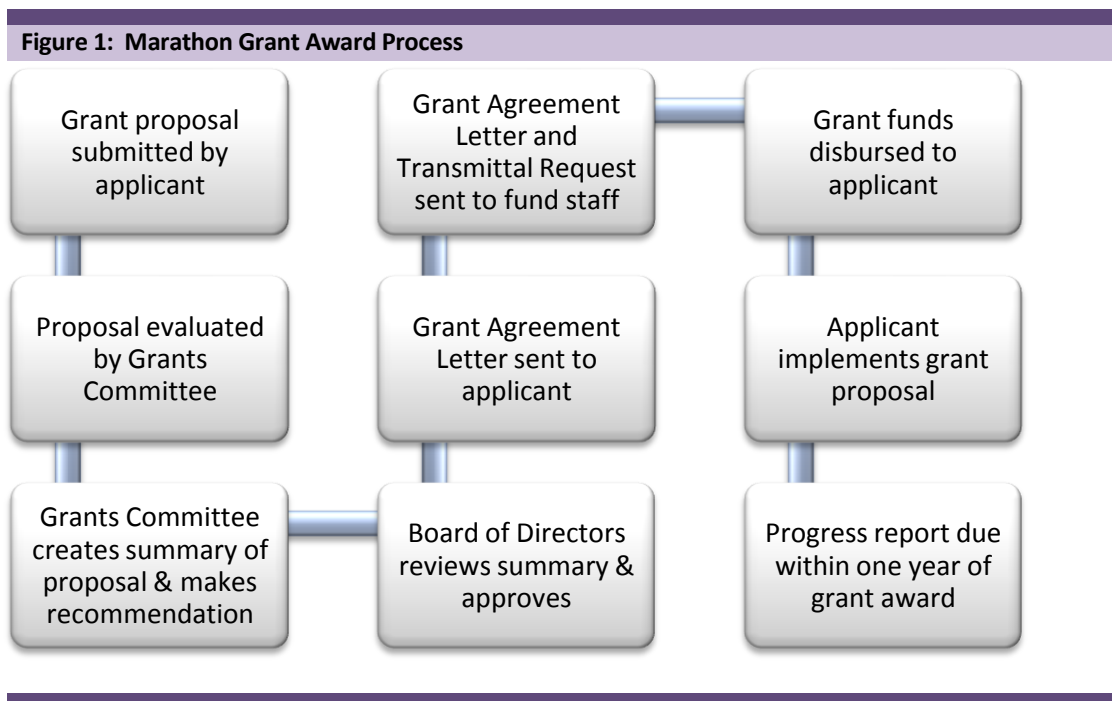 Figure 1: Marathon Grant Award Process
Grant proposal
submitted by
applicant
Proposal evaluated
by Grants
Committee
Grants Committee
creates summary of
proposal & makes
recommendation
Board of Directors
reviews summary &
approves
Grant Agreement
Letter sent to
applicant
Grant Agreement
Letter and
Transmittal Request
sent to fund staff
Grant funds
disbursed to
applicant
Applicant
implements grant
proposal
Progress report due
within one year of
grant award